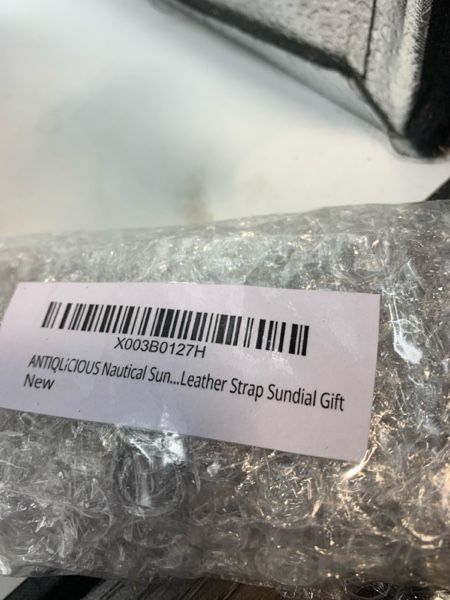 X003B0127H
ANTIQLiCIOUS Nautical Sun...Leather Strap Sundial Gift
New